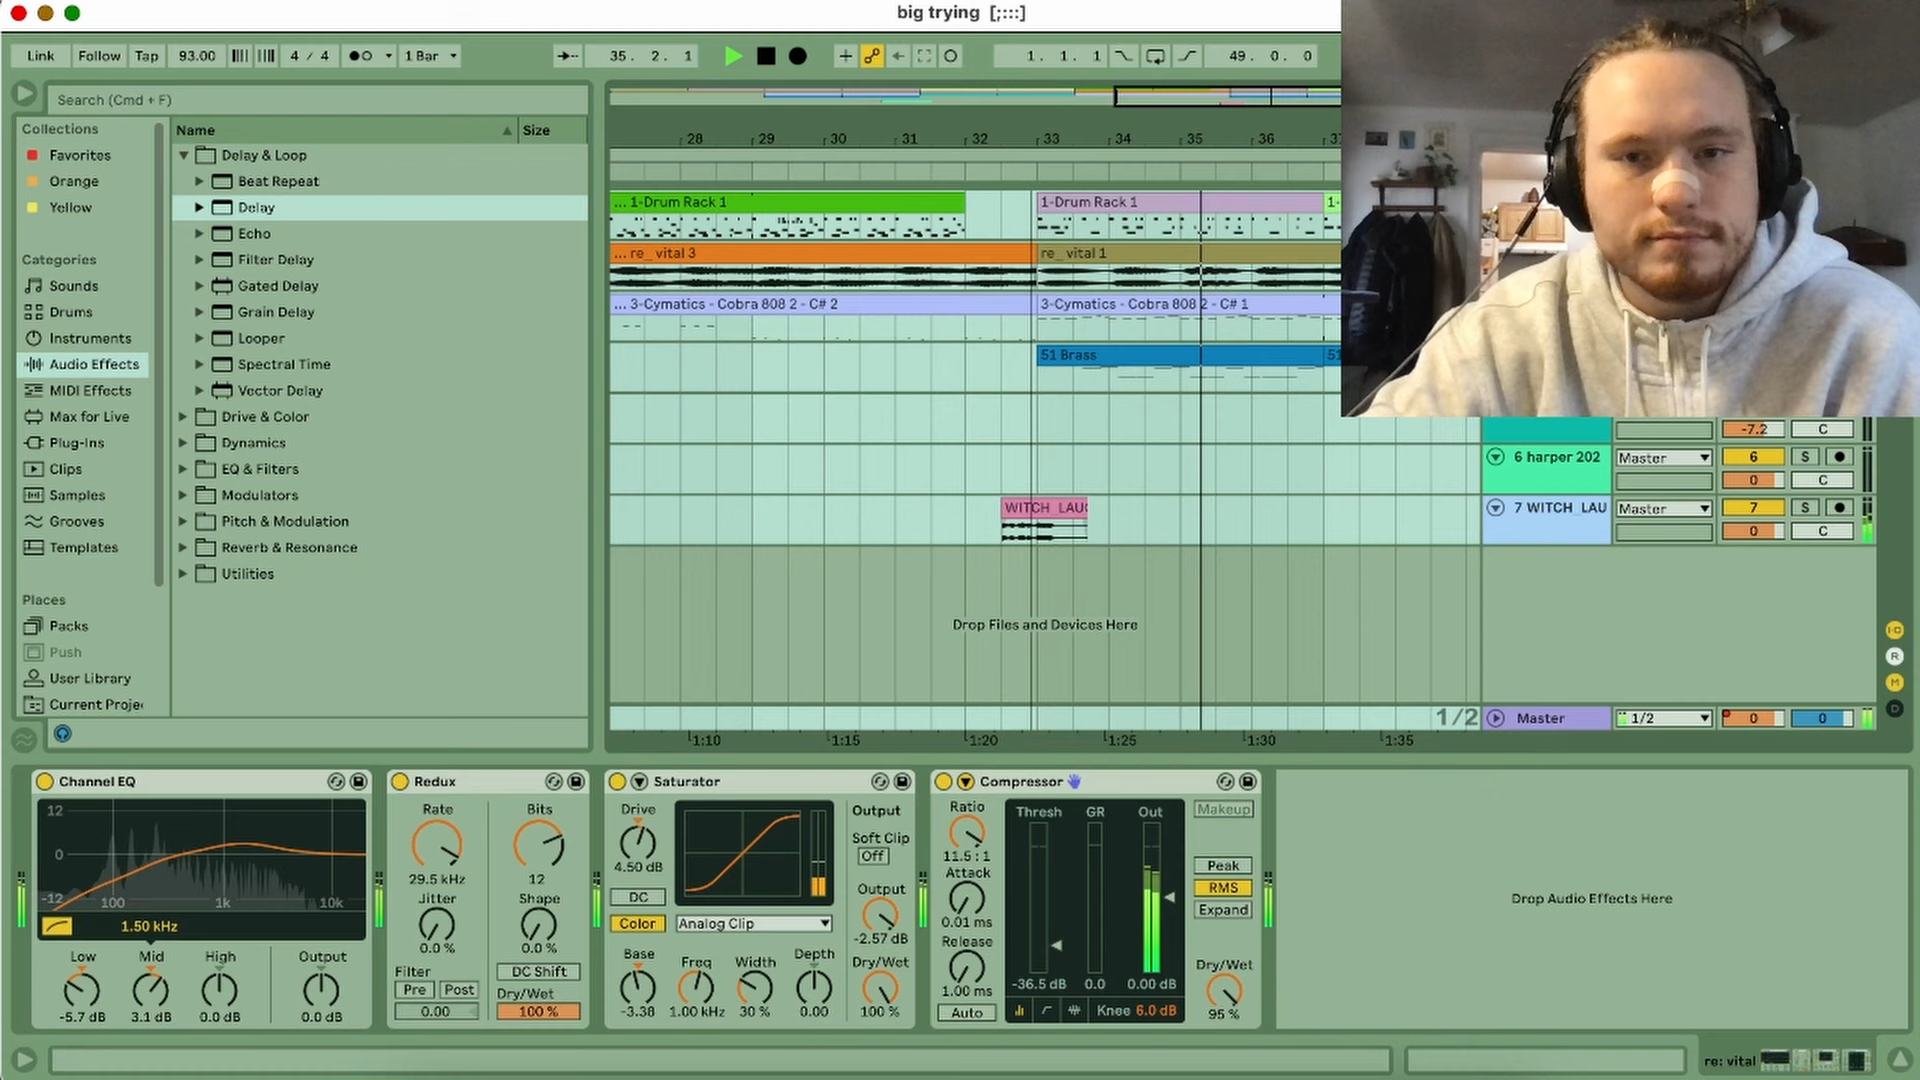 big trying [;:::]
Link Follow Tap 93.00 4 / 4 1 Bar 35. 2. 1 1. 1. 1 49. 0. 0
Search (Cmd + F)
Collections
Favorites
Orange
Yellow
Categories
Sounds
Drums
Instruments
Audio Effects
MIDI Effects
Max for Live
Plug-Ins
Clips
Samples
Grooves
Templates
Places
Packs
Push
User Library
Current Proje
Name Size
Delay & Loop
Beat Repeat
Delay
Echo
Filter Delay
Gated Delay
Grain Delay
Looper
Spectral Time
Vector Delay
Drive & Color
Dynamics
EQ & Filters
Modulators
Pitch & Modulation
Reverb & Resonance
Utilities
28 29 30 31 32 33 34 35 36 37
... 1-Drum Rack 1 1-Drum Rack 1 1-
... re_ vital 3 re_ vital 1
... 3-Cymatics - Cobra 808 2 - C# 2 3-Cymatics - Cobra 808 2 - C# 1
51 Brass 51
-7.2 C
6 harper 202 Master 6 S
0 C
WITCH LAUG 7 WITCH LAU Master 7 S
0 C
Drop Files and Devices Here
1/2 Master 1/2 0 0
1:10 1:15 1:20 1:25 1:30 1:35
I·O
R
M
D
Channel EQ
12
0
-12 100 1k 10k
1.50 kHz
Low Mid High Output
-5.7 dB 3.1 dB 0.0 dB 0.0 dB
Redux
Rate Bits
29.5 kHz 12
Jitter Shape
0.0 % 0.0 %
Filter DC Shift
Pre Post Dry/Wet
0.00 100 %
Saturator
Drive Output
4.50 dB Soft Clip
Off
DC Output
Color Analog Clip -2.57 dB
Base Freq Width Depth Dry/Wet
-3.38 1.00 kHz 30 % 0.00 100 %
Compressor
Ratio Thresh GR Out Makeup
11.5 : 1
Attack Peak
0.01 ms RMS
Release Expand
1.00 ms -36.5 dB 0.0 0.00 dB Dry/Wet
Auto Knee 6.0 dB 95 %
Drop Audio Effects Here
re: vital